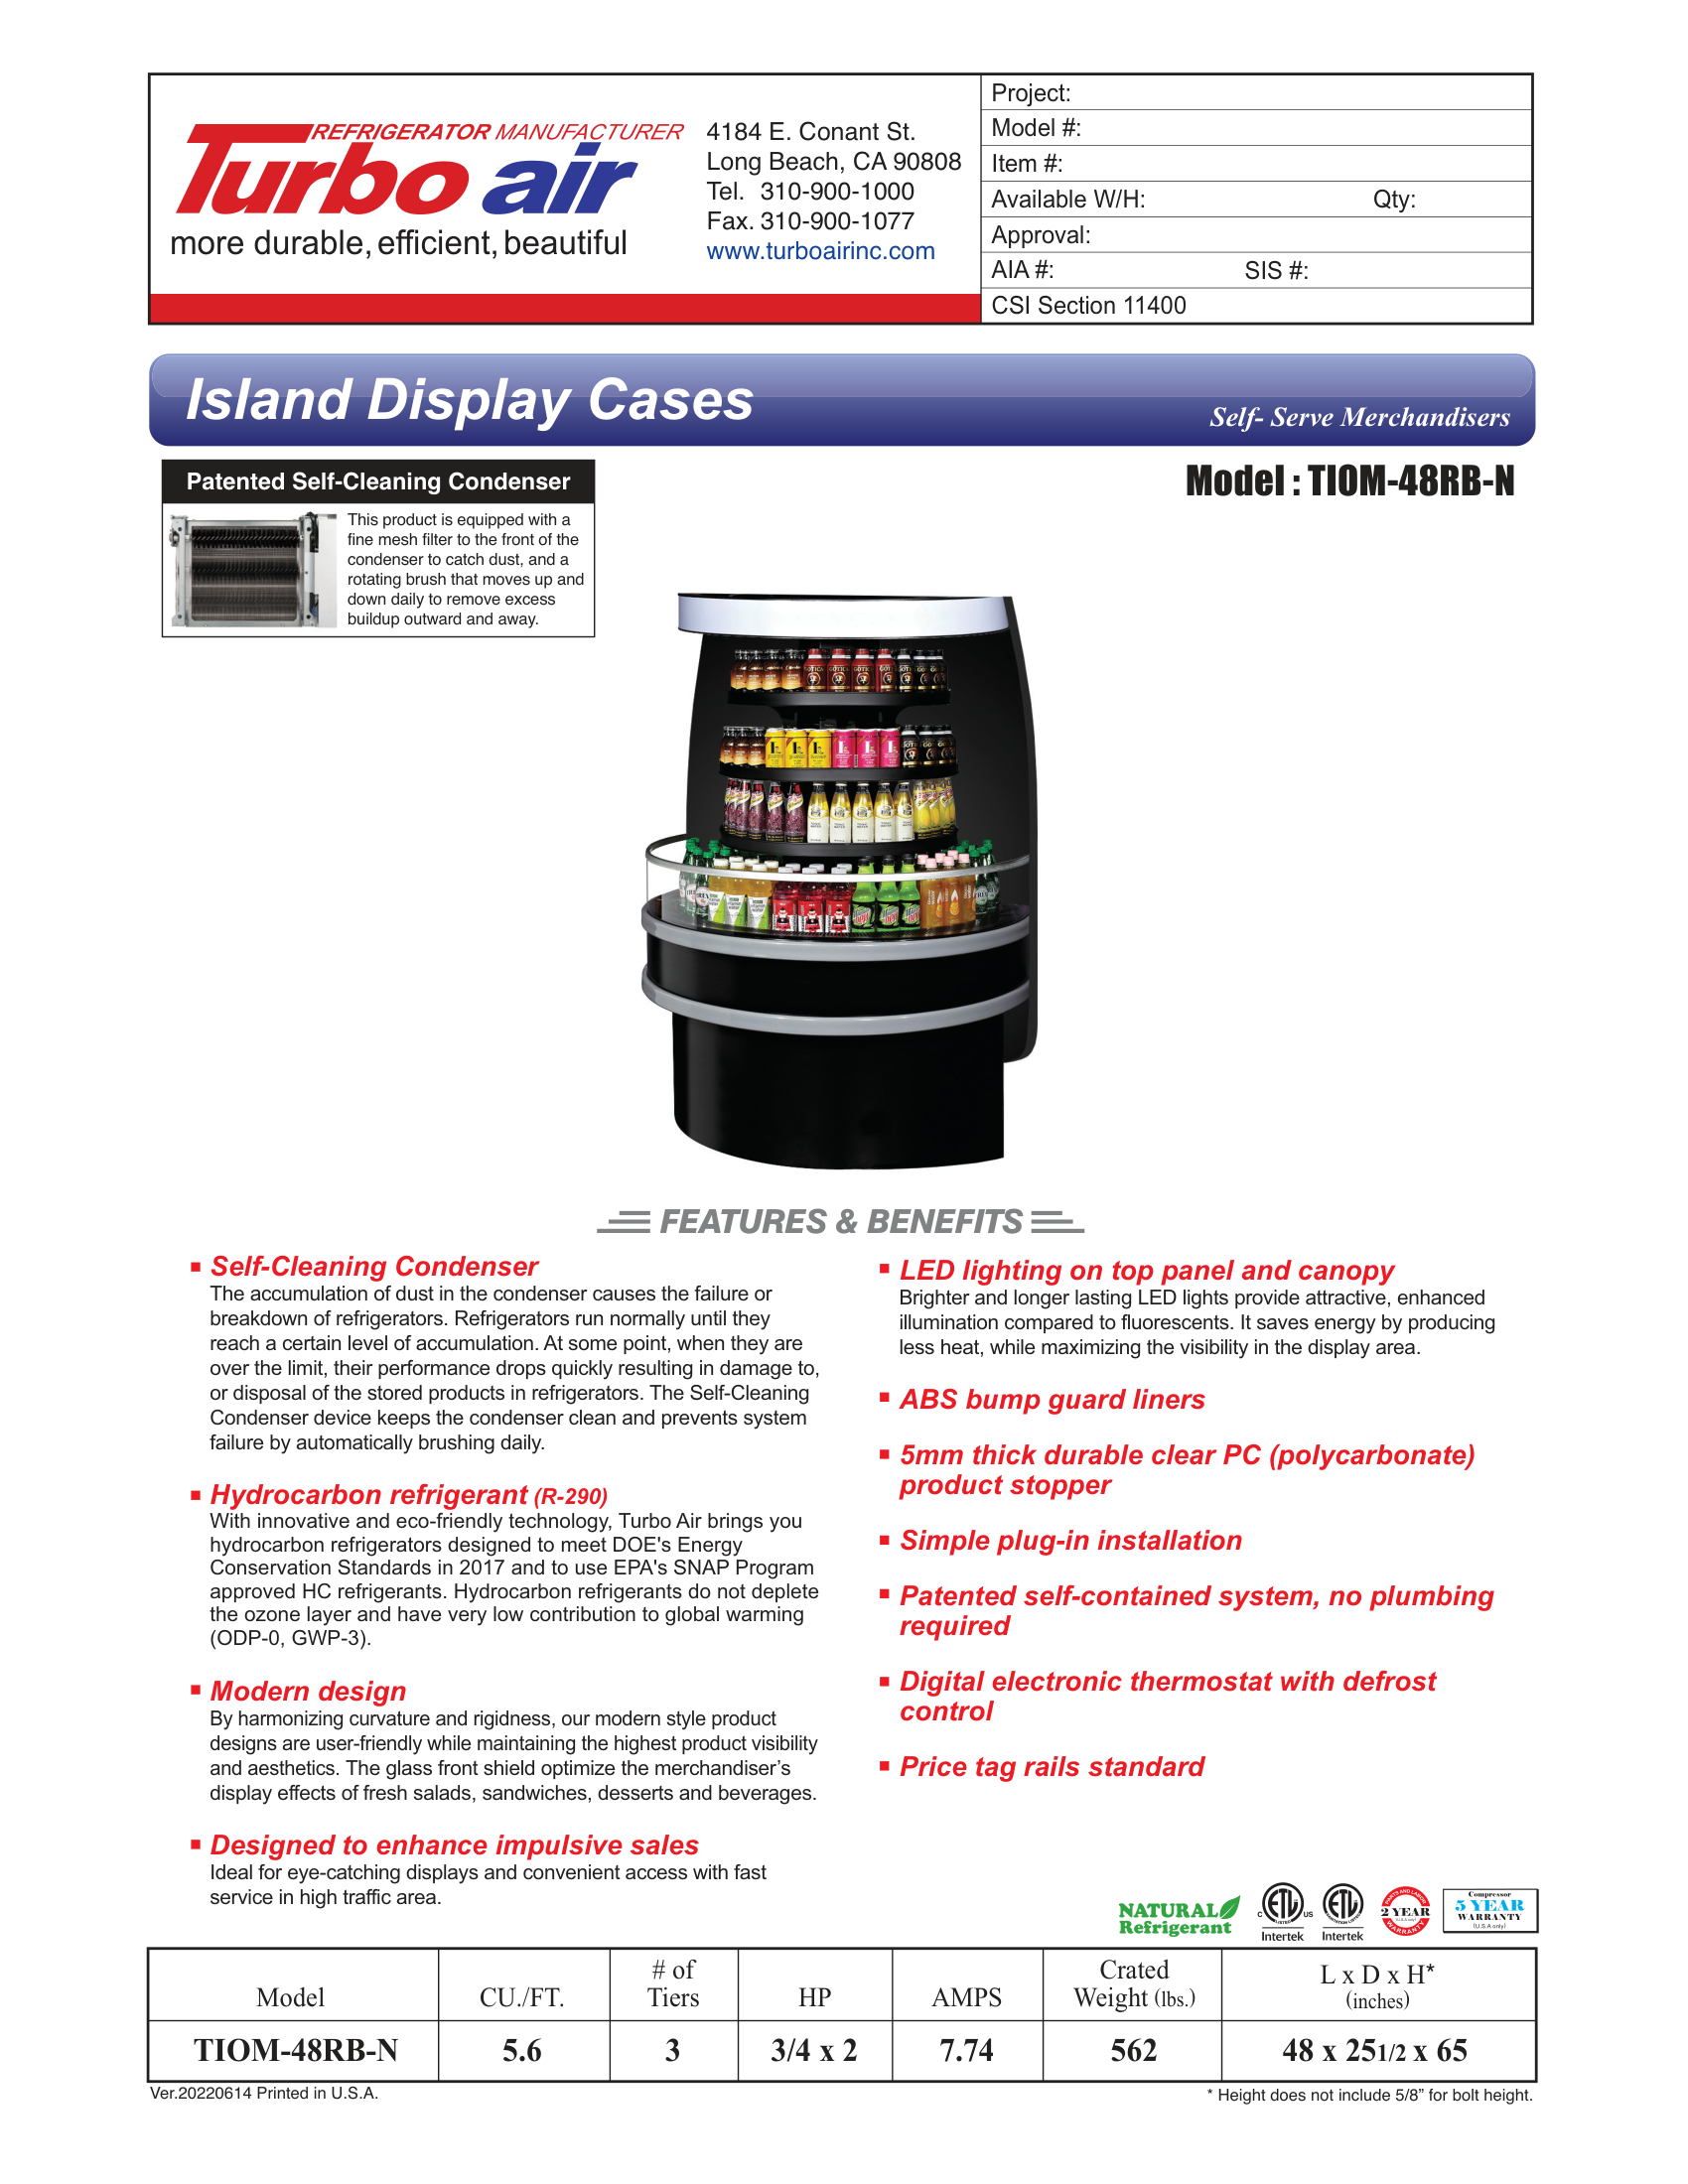 REFRIGERATOR MANUFACTURER
Turbo air
more durable, efficient, beautiful
4184 E. Conant St.
Long Beach, CA 90808
Tel. 310-900-1000
Fax. 310-900-1077
www.turboairinc.com
Project:
Model #:
Item #:
Available W/H: Qty:
Approval:
AIA #: SIS #:
CSI Section 11400
Island Display Cases
Self- Serve Merchandisers
Patented Self-Cleaning Condenser
This product is equipped with a
fine mesh filter to the front of the
condenser to catch dust, and a
rotating brush that moves up and
down daily to remove excess
buildup outward and away.
Model : TIOM-48RB-N
FEATURES & BENEFITS
▪ Self-Cleaning Condenser
The accumulation of dust in the condenser causes the failure or
breakdown of refrigerators. Refrigerators run normally until they
reach a certain level of accumulation. At some point, when they are
over the limit, their performance drops quickly resulting in damage to,
or disposal of the stored products in refrigerators. The Self-Cleaning
Condenser device keeps the condenser clean and prevents system
failure by automatically brushing daily.
▪ Hydrocarbon refrigerant (R-290)
With innovative and eco-friendly technology, Turbo Air brings you
hydrocarbon refrigerators designed to meet DOE's Energy
Conservation Standards in 2017 and to use EPA's SNAP Program
approved HC refrigerants. Hydrocarbon refrigerants do not deplete
the ozone layer and have very low contribution to global warming
(ODP-0, GWP-3).
▪ Modern design
By harmonizing curvature and rigidness, our modern style product
designs are user-friendly while maintaining the highest product visibility
and aesthetics. The glass front shield optimize the merchandiser’s
display effects of fresh salads, sandwiches, desserts and beverages.
▪ Designed to enhance impulsive sales
Ideal for eye-catching displays and convenient access with fast
service in high traffic area.
▪ LED lighting on top panel and canopy
Brighter and longer lasting LED lights provide attractive, enhanced
illumination compared to fluorescents. It saves energy by producing
less heat, while maximizing the visibility in the display area.
▪ ABS bump guard liners
▪ 5mm thick durable clear PC (polycarbonate)
product stopper
▪ Simple plug-in installation
▪ Patented self-contained system, no plumbing
required
▪ Digital electronic thermostat with defrost
control
▪ Price tag rails standard
NATURAL
Refrigerant
C ETL US
LISTED
Intertek
ETL
Intertek
PARTS AND LABOR
2 YEAR
(U.S.A only)
WARRANTY
Compressor
5 YEAR
WARRANTY
(U.S.A only)
Model CU./FT. # of Tiers HP AMPS Crated Weight (lbs.) L x D x H* (inches)
TIOM-48RB-N 5.6 3 3/4 x 2 7.74 562 48 x 251/2 x 65
Ver.20220614 Printed in U.S.A.
* Height does not include 5/8” for bolt height.